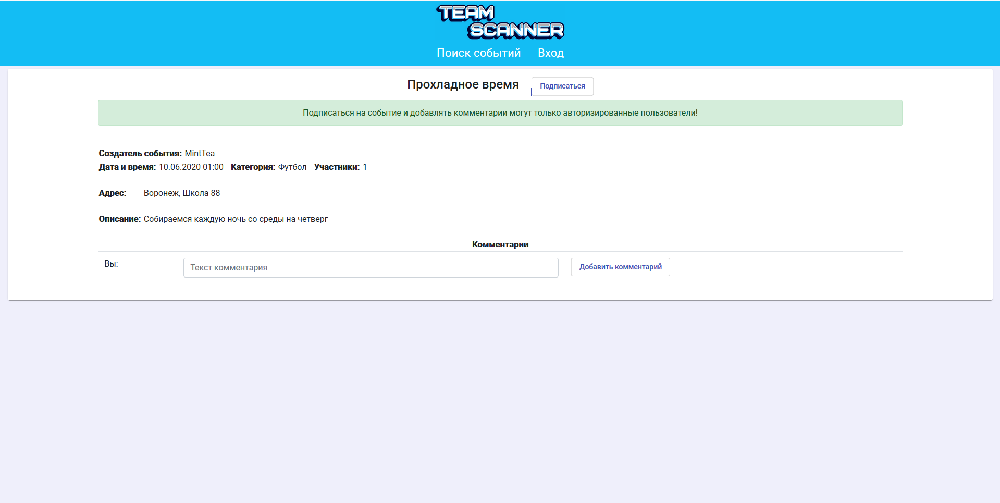 TEAM
SCANNER
Поиск событий Вход
Прохладное время Подписаться
Подписаться на событие и добавлять комментарии могут только авторизированные пользователи!
Создатель события: MintTea
Дата и время: 10.06.2020 01:00 Категория: Футбол Участники: 1
Адрес: Воронеж, Школа 88
Описание: Собираемся каждую ночь со среды на четверг
Комментарии
Вы: Текст комментария Добавить комментарий